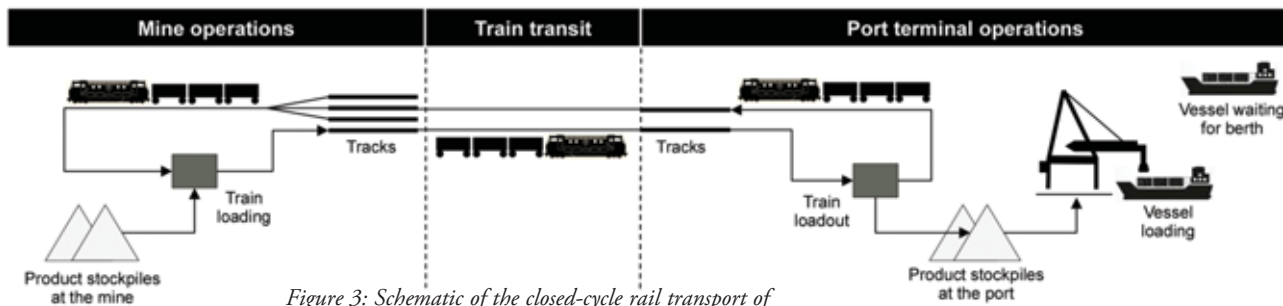 Mine operations
Train transit
Port terminal operations
Vessel waiting
for berth
Tracks
Tracks
Train
loading
Train
loadout
Vessel
loading
Product stockpiles
at the mine
Product stockpiles
at the port
Figure 3: Schematic of the closed-cycle rail transport of